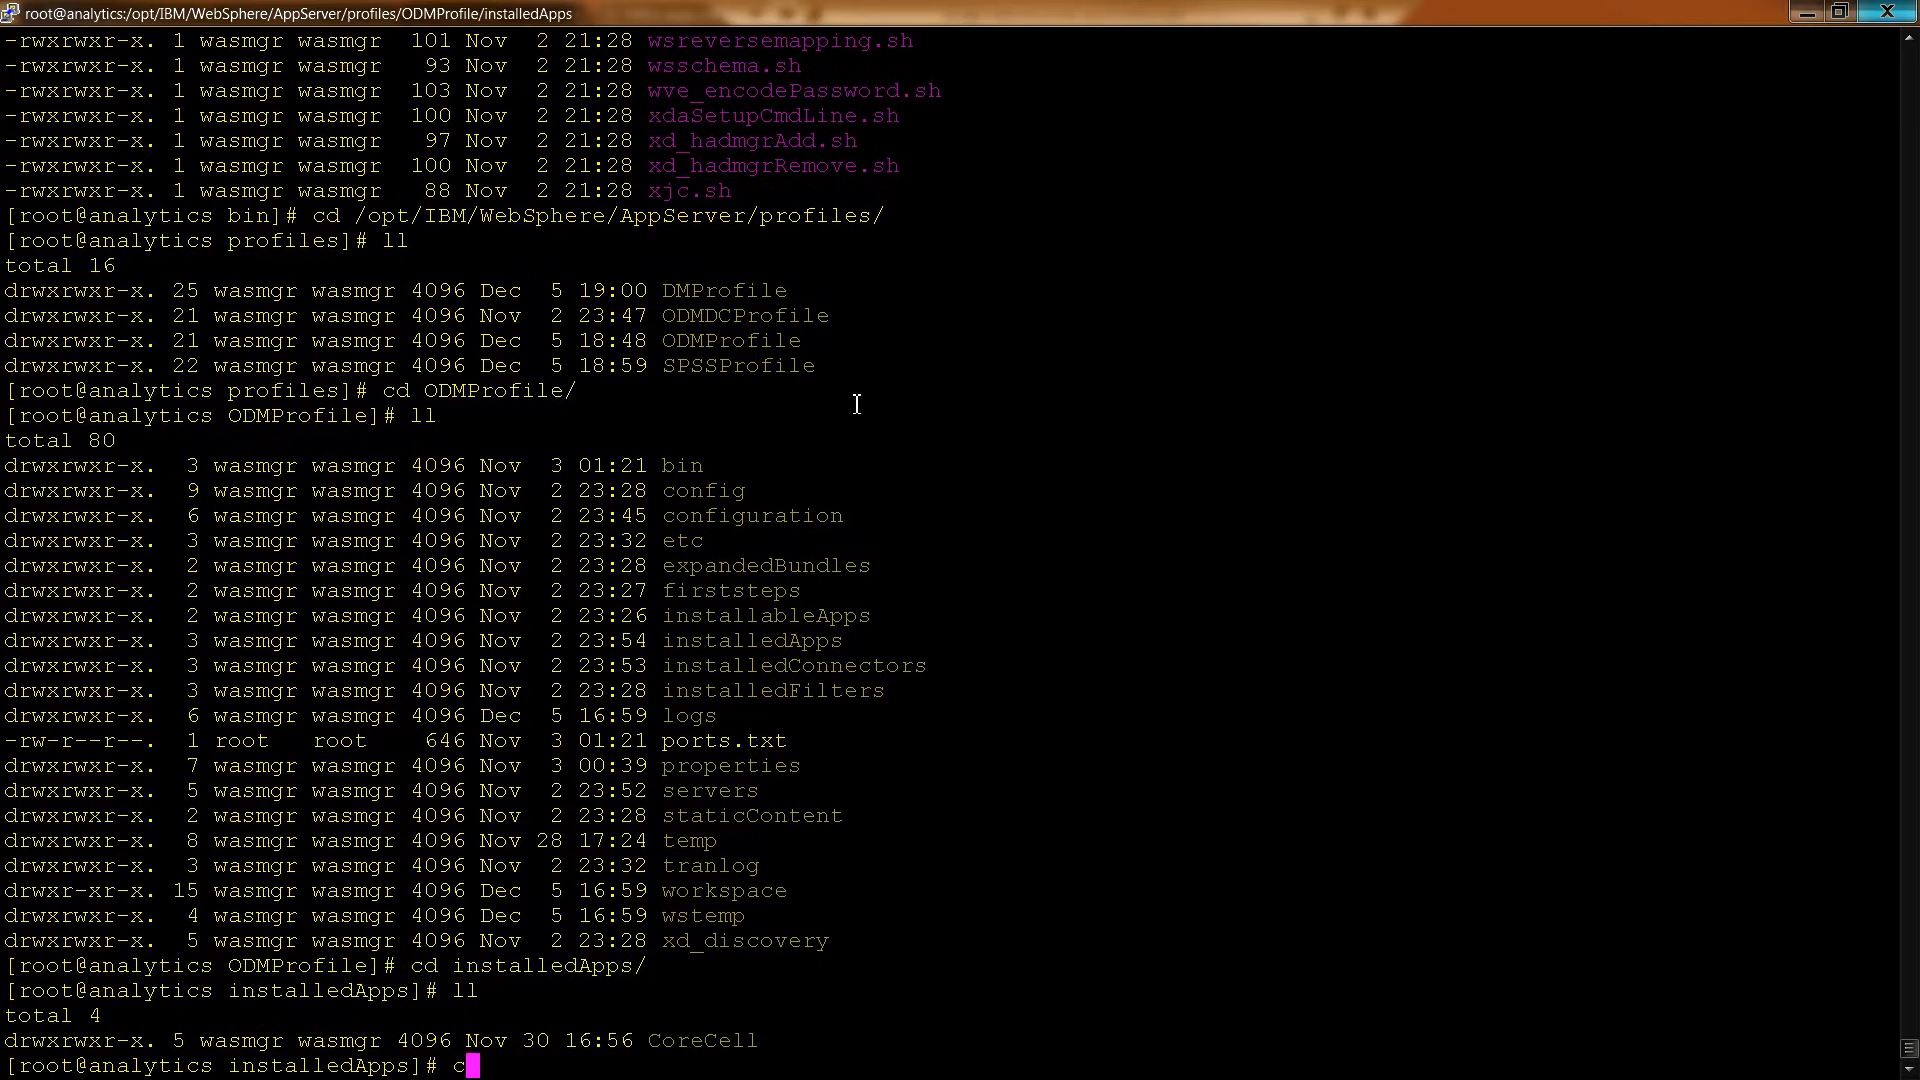 root@analytics:/opt/IBM/WebSphere/AppServer/profiles/ODMProfile/installedApps
-rwxrwxr-x. 1 wasmgr wasmgr  101 Nov  2 21:28 wsreversemapping.sh
-rwxrwxr-x. 1 wasmgr wasmgr   93 Nov  2 21:28 wsschema.sh
-rwxrwxr-x. 1 wasmgr wasmgr  103 Nov  2 21:28 wve_encodePassword.sh
-rwxrwxr-x. 1 wasmgr wasmgr  100 Nov  2 21:28 xdaSetupCmdLine.sh
-rwxrwxr-x. 1 wasmgr wasmgr   97 Nov  2 21:28 xd_hadmgrAdd.sh
-rwxrwxr-x. 1 wasmgr wasmgr  100 Nov  2 21:28 xd_hadmgrRemove.sh
-rwxrwxr-x. 1 wasmgr wasmgr   88 Nov  2 21:28 xjc.sh
[root@analytics bin]# cd /opt/IBM/WebSphere/AppServer/profiles/
[root@analytics profiles]# ll
total 16
drwxrwxr-x. 25 wasmgr wasmgr 4096 Dec  5 19:00 DMProfile
drwxrwxr-x. 21 wasmgr wasmgr 4096 Nov  2 23:47 ODMDCProfile
drwxrwxr-x. 21 wasmgr wasmgr 4096 Dec  5 18:48 ODMProfile
drwxrwxr-x. 22 wasmgr wasmgr 4096 Dec  5 18:59 SPSSProfile
[root@analytics profiles]# cd ODMProfile/
[root@analytics ODMProfile]# ll
total 80
drwxrwxr-x.  3 wasmgr wasmgr 4096 Nov  3 01:21 bin
drwxrwxr-x.  9 wasmgr wasmgr 4096 Nov  2 23:28 config
drwxrwxr-x.  6 wasmgr wasmgr 4096 Nov  2 23:45 configuration
drwxrwxr-x.  3 wasmgr wasmgr 4096 Nov  2 23:32 etc
drwxrwxr-x.  2 wasmgr wasmgr 4096 Nov  2 23:28 expandedBundles
drwxrwxr-x.  2 wasmgr wasmgr 4096 Nov  2 23:27 firststeps
drwxrwxr-x.  2 wasmgr wasmgr 4096 Nov  2 23:26 installableApps
drwxrwxr-x.  3 wasmgr wasmgr 4096 Nov  2 23:54 installedApps
drwxrwxr-x.  3 wasmgr wasmgr 4096 Nov  2 23:53 installedConnectors
drwxrwxr-x.  3 wasmgr wasmgr 4096 Nov  2 23:28 installedFilters
drwxrwxr-x.  6 wasmgr wasmgr 4096 Dec  5 16:59 logs
-rw-r--r--.  1 root   root    646 Nov  3 01:21 ports.txt
drwxrwxr-x.  7 wasmgr wasmgr 4096 Nov  3 00:39 properties
drwxrwxr-x.  5 wasmgr wasmgr 4096 Nov  2 23:52 servers
drwxrwxr-x.  2 wasmgr wasmgr 4096 Nov  2 23:28 staticContent
drwxrwxr-x.  8 wasmgr wasmgr 4096 Nov 28 17:24 temp
drwxrwxr-x.  3 wasmgr wasmgr 4096 Nov  2 23:32 tranlog
drwxrwxr-xr-x. 15 wasmgr wasmgr 4096 Dec  5 16:59 workspace
drwxrwxr-x.  4 wasmgr wasmgr 4096 Dec  5 16:59 wstemp
drwxrwxr-x.  5 wasmgr wasmgr 4096 Nov  2 23:28 xd_discovery
[root@analytics ODMProfile]# cd installedApps/
[root@analytics installedApps]# ll
total 4
drwxrwxr-x. 5 wasmgr wasmgr 4096 Nov 30 16:56 CoreCell
[root@analytics installedApps]# c